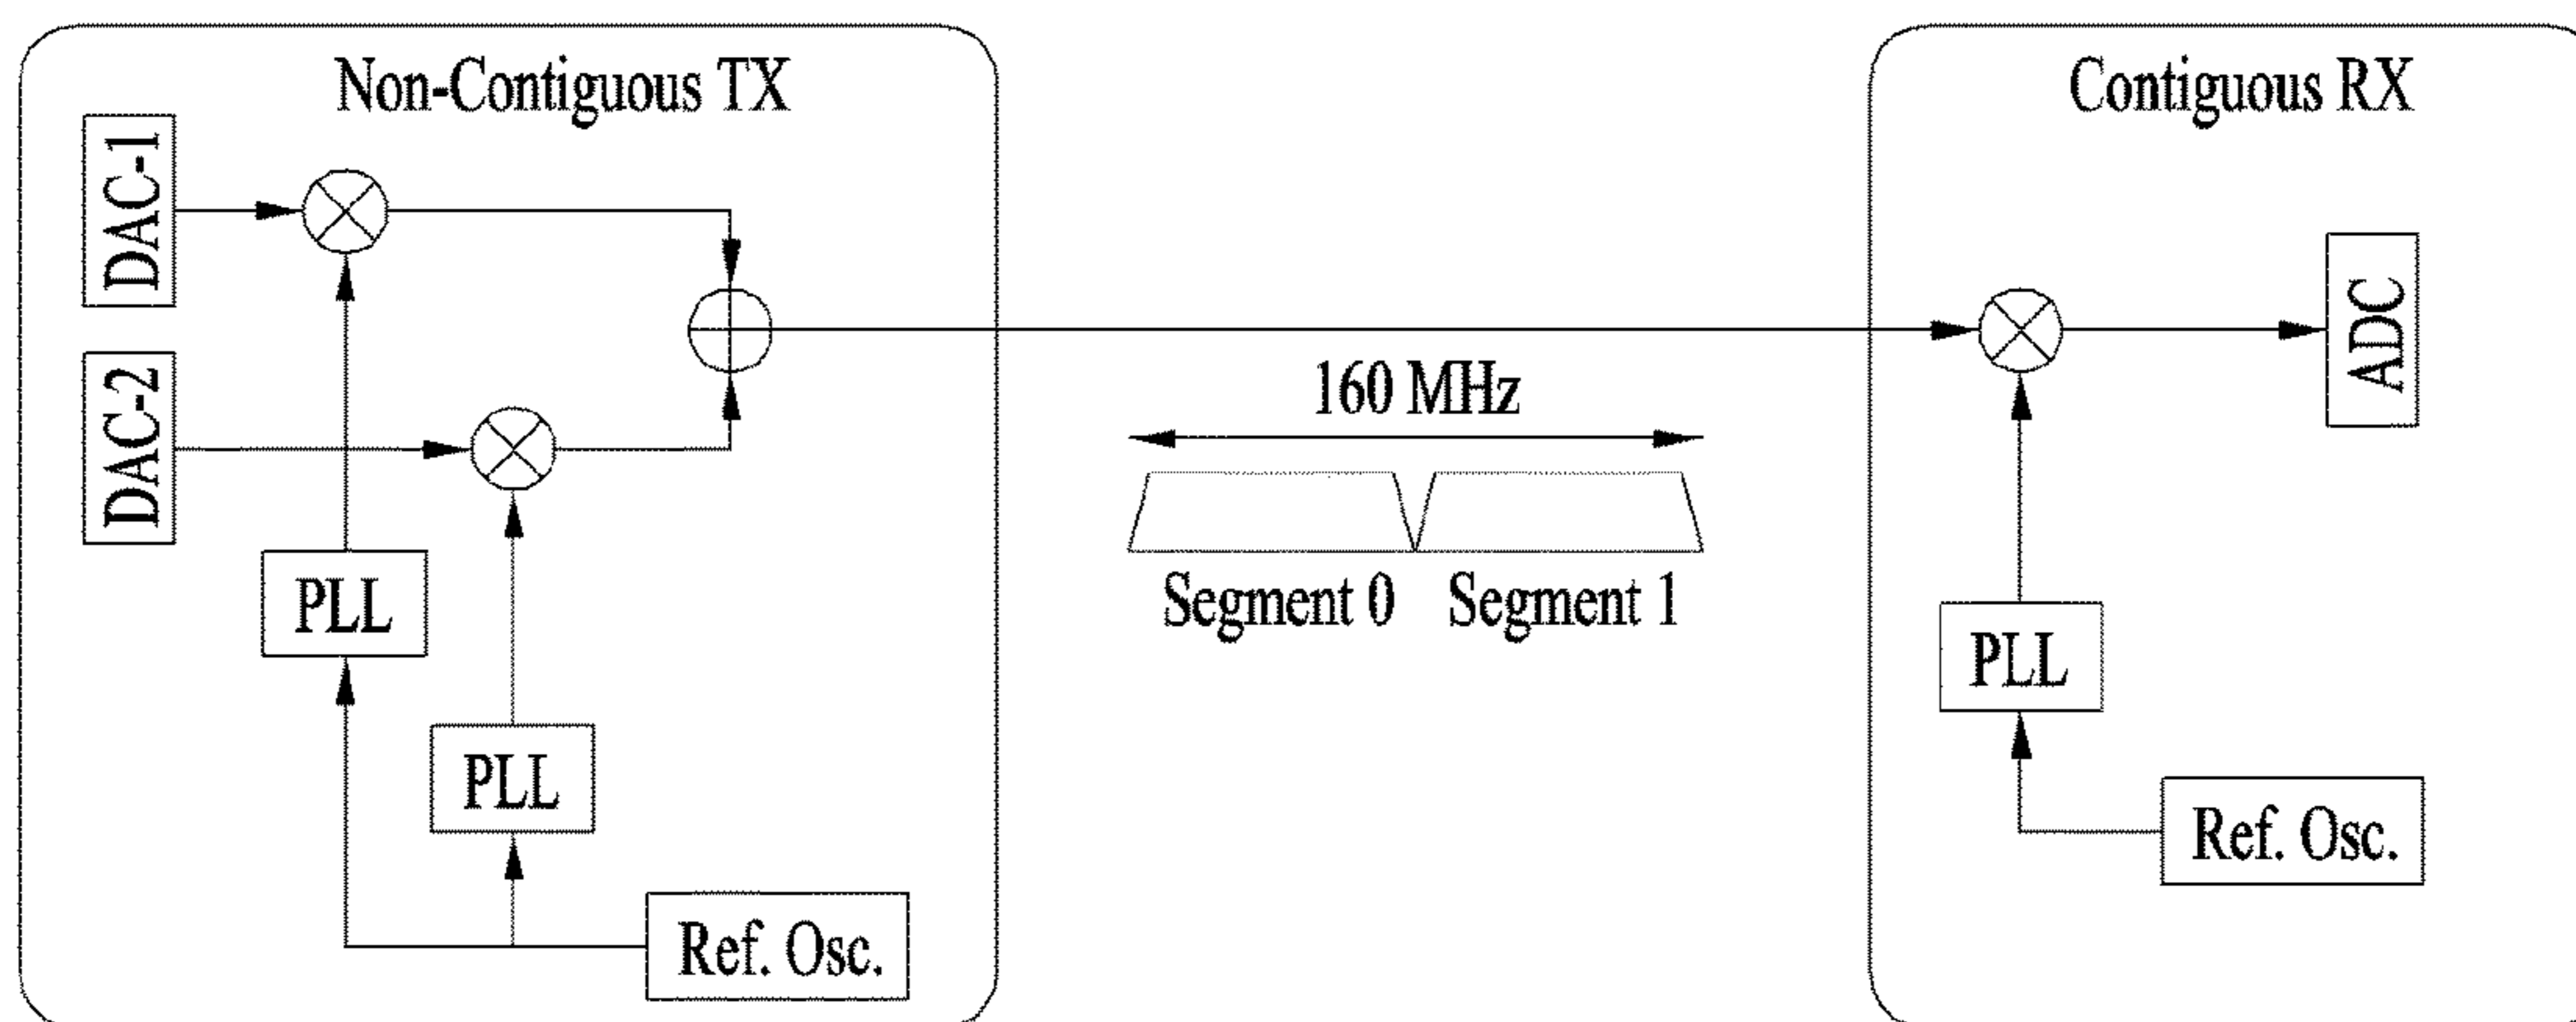 Non-Contiguous TX
DAC-1
DAC-2
PLL
PLL
Ref. Osc.
160 MHz
Segment 0 Segment 1
Contiguous RX
ADC
PLL
Ref. Osc.